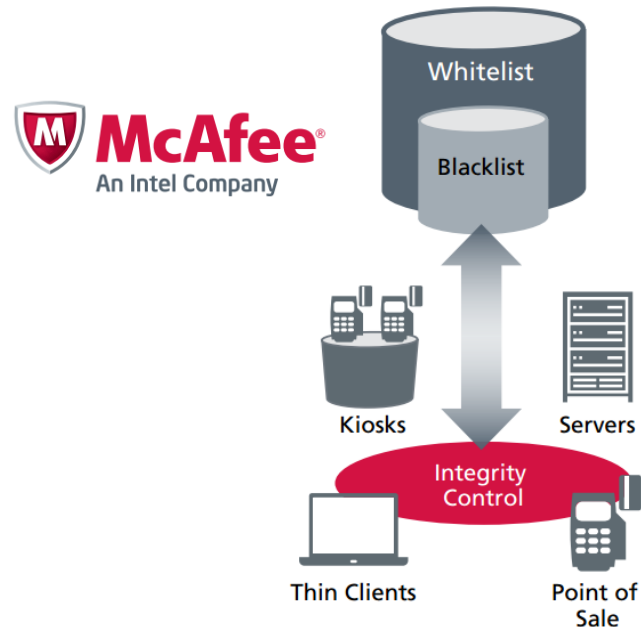 Whitelist
Blacklist
M
McAfee®
An Intel Company
Kiosks
Servers
Integrity
Control
Thin Clients
Point of
Sale